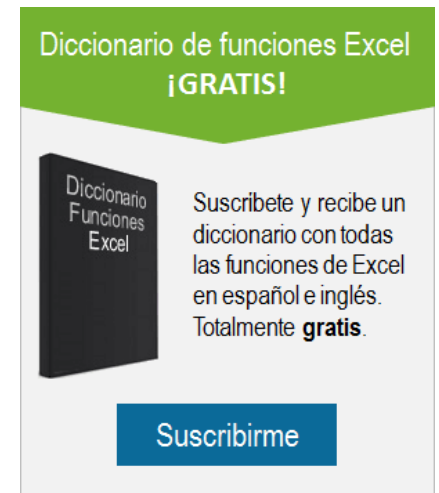 Diccionario de funciones Excel
¡GRATIS!
Diccionario
Funciones
Excel
Suscríbete y recibe un
diccionario con todas
las funciones de Excel
en español e inglés.
Totalmente gratis.
Suscribirme